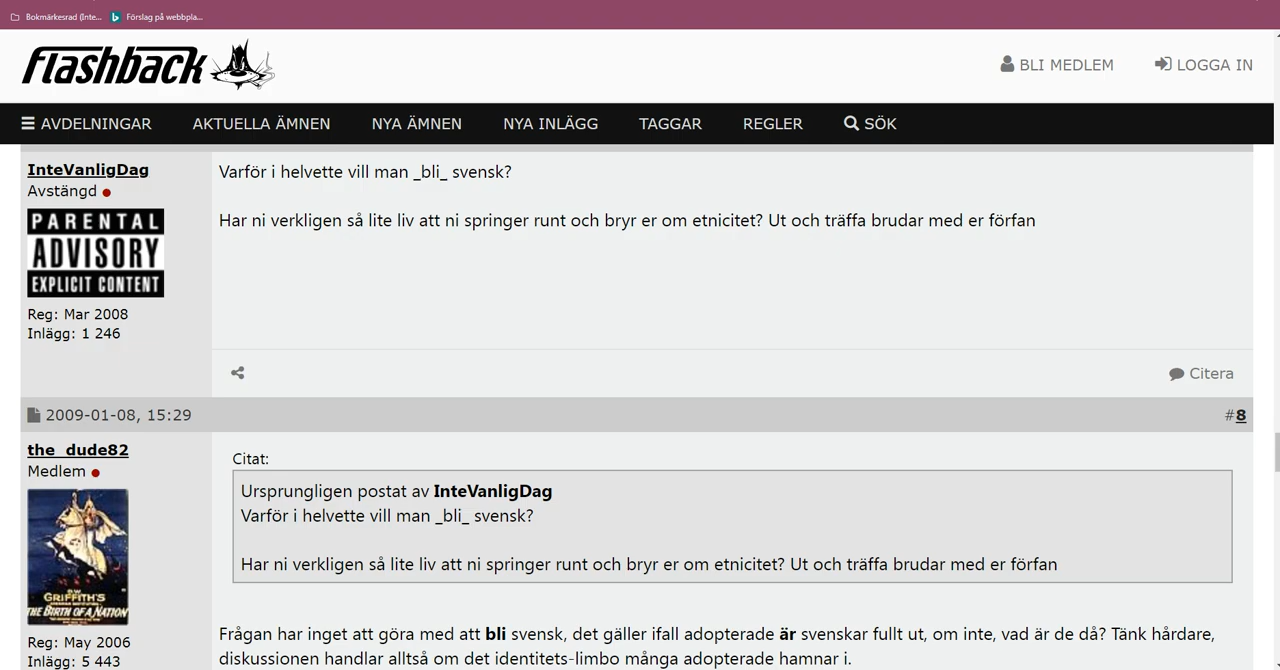 Bokmärkesrad (Inte...
Förslag på webbpla...
flashback
BLI MEDLEM
LOGGA IN
AVDELNINGAR
AKTUELLA ÄMNEN
NYA ÄMNEN
NYA INLÄGG
TAGGAR
REGLER
SÖK
InteVanligDag
Avstängd
PARENTAL
ADVISORY
EXPLICIT CONTENT
Reg: Mar 2008
Inlägg: 1 246
Varför i helvette vill man _bli_ svensk?
Har ni verkligen så lite liv att ni springer runt och bryr er om etnicitet? Ut och träffa brudar med er förfan
Citera
2009-01-08, 15:29
#8
the_dude82
Medlem
D.W.
GRIFFITH'S
THE BIRTH OF A NATION
Reg: May 2006
Inlägg: 5 443
Citat:
Ursprungligen postat av InteVanligDag
Varför i helvette vill man _bli_ svensk?
Har ni verkligen så lite liv att ni springer runt och bryr er om etnicitet? Ut och träffa brudar med er förfan
Frågan har inget att göra med att bli svensk, det gäller ifall adopterade är svenskar fullt ut, om inte, vad är de då? Tänk hårdare,
diskussionen handlar alltså om det identitets-limbo många adopterade hamnar i.